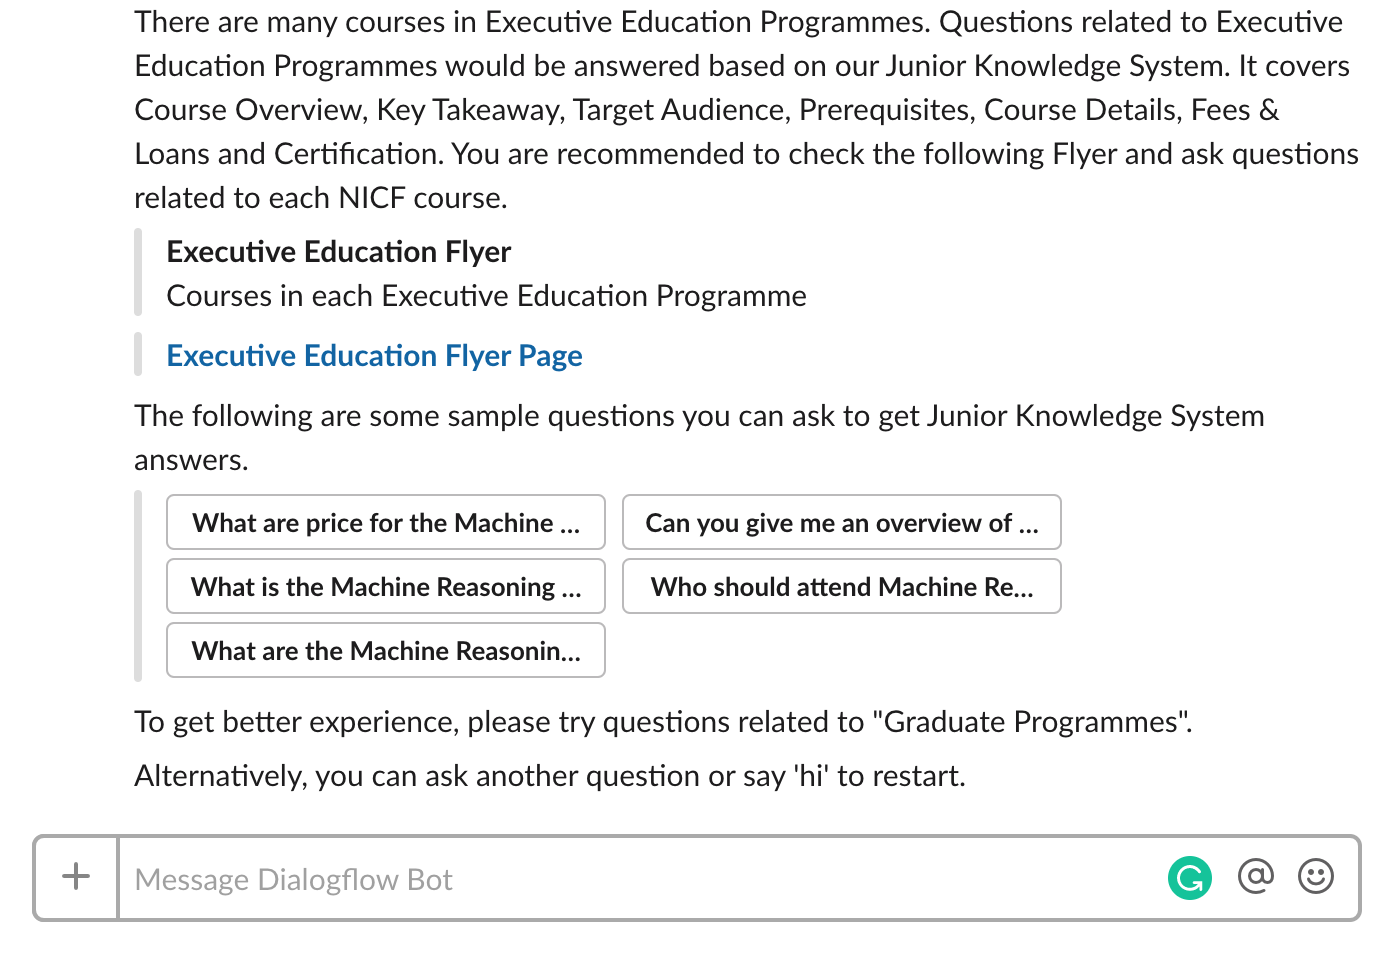 There are many courses in Executive Education Programmes. Questions related to Executive
Education Programmes would be answered based on our Junior Knowledge System. It covers
Course Overview, Key Takeaway, Target Audience, Prerequisites, Course Details, Fees &
Loans and Certification. You are recommended to check the following Flyer and ask questions
related to each NICF course.
Executive Education Flyer
Courses in each Executive Education Programme
Executive Education Flyer Page
The following are some sample questions you can ask to get Junior Knowledge System
answers.
What are price for the Machine ...
Can you give me an overview of ...
What is the Machine Reasoning ...
Who should attend Machine Re...
What are the Machine Reasonin...
To get better experience, please try questions related to "Graduate Programmes".
Alternatively, you can ask another question or say 'hi' to restart.
+ Message Dialogflow Bot G @